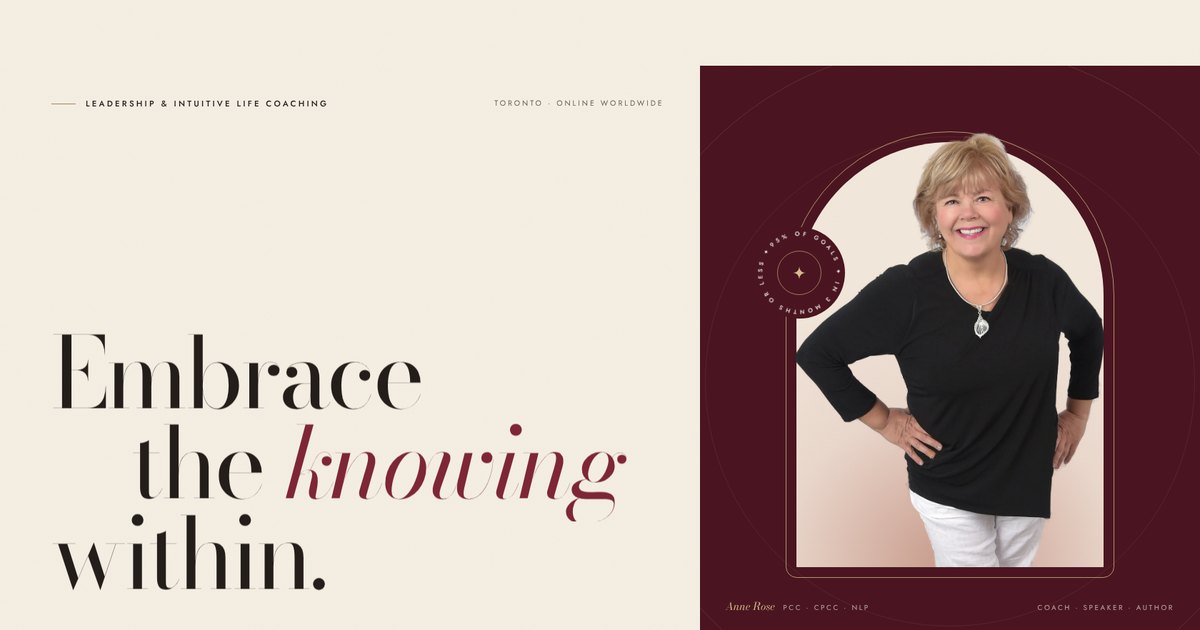 LEADERSHIP & INTUITIVE LIFE COACHING
TORONTO · ONLINE WORLDWIDE
Embrace
the knowing
within.
✦ 95% OF GOALS ✦ IN 3 MONTHS OR LESS
Anne Rose PCC · CPCC · NLP
COACH · SPEAKER · AUTHOR